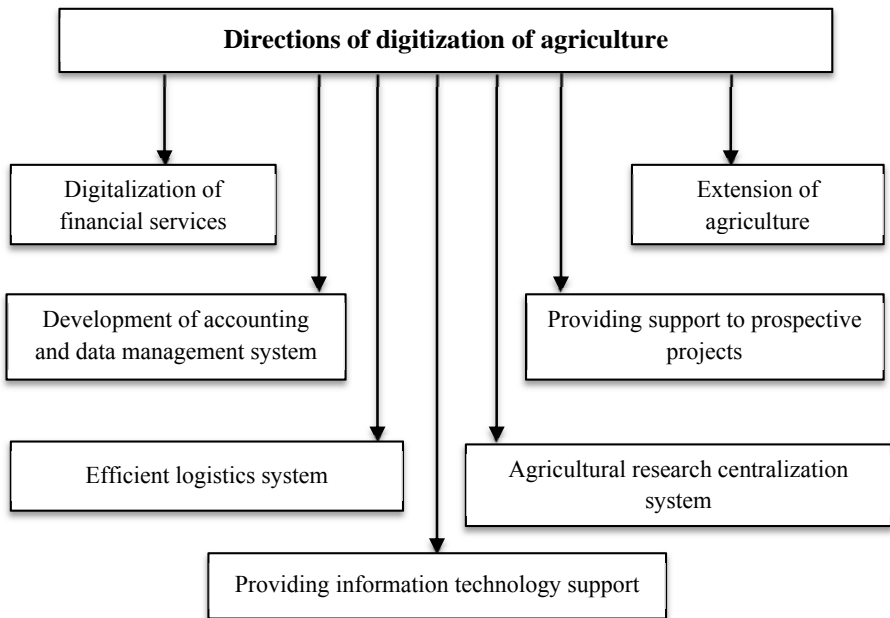 Directions of digitization of agriculture
Digitalization of
financial services
Extension of
agriculture
Development of accounting
and data management system
Providing support to prospective
projects
Efficient logistics system
Agricultural research centralization
system
Providing information technology support